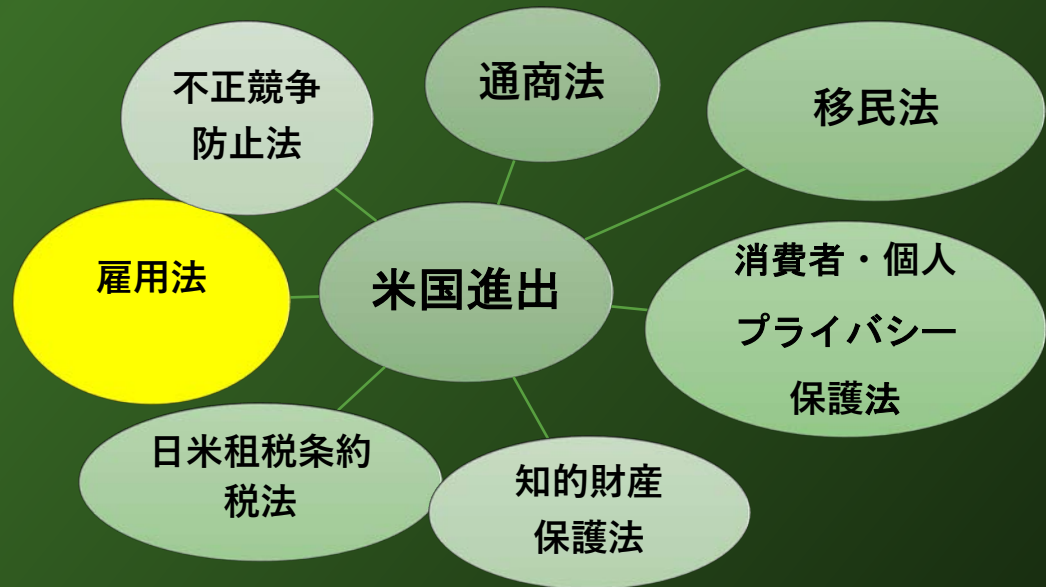 通商法
不正競争
防止法
移民法
雇用法
米国進出
消費者・個人
プライバシー
保護法
日米租税条約
税法
知的財産
保護法